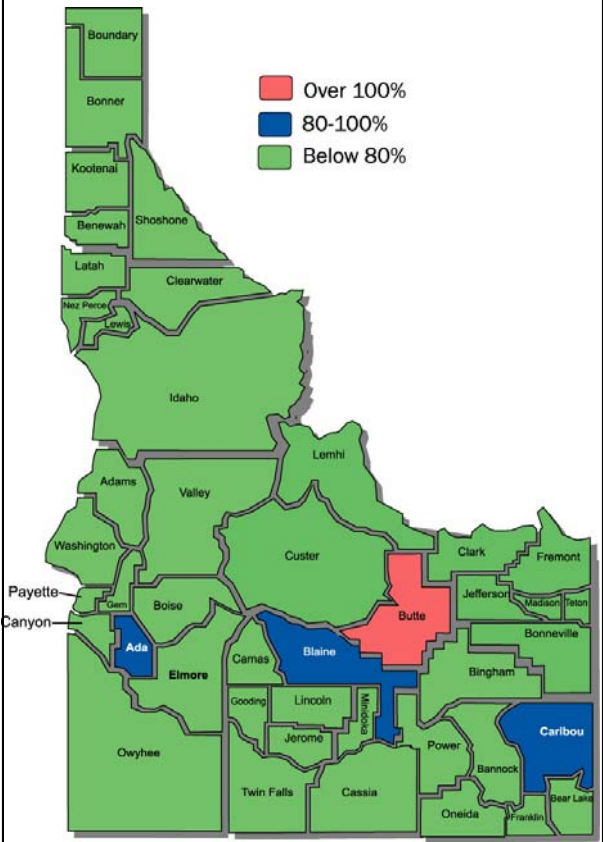 Boundary
Over 100%
Bonner
80-100%
Below 80%
Kootenai
Shoshone
Benewah
Latah
Clearwater
Nez Perce
Lewis
Idaho
Lemhi
Adams
Valley
Washington
Custer
Clark
Fremont
Payette
Jefferson
Madison
Teton
Gem
Boise
Butte
Canyon
Bonneville
Ada
Blaine
Camas
Elmore
Bingham
Gooding
Lincoln
Minidoka
Caribou
Jerome
Power
Owyhee
Bannock
Twin Falls
Cassia
Bear Lake
Oneida
Franklin